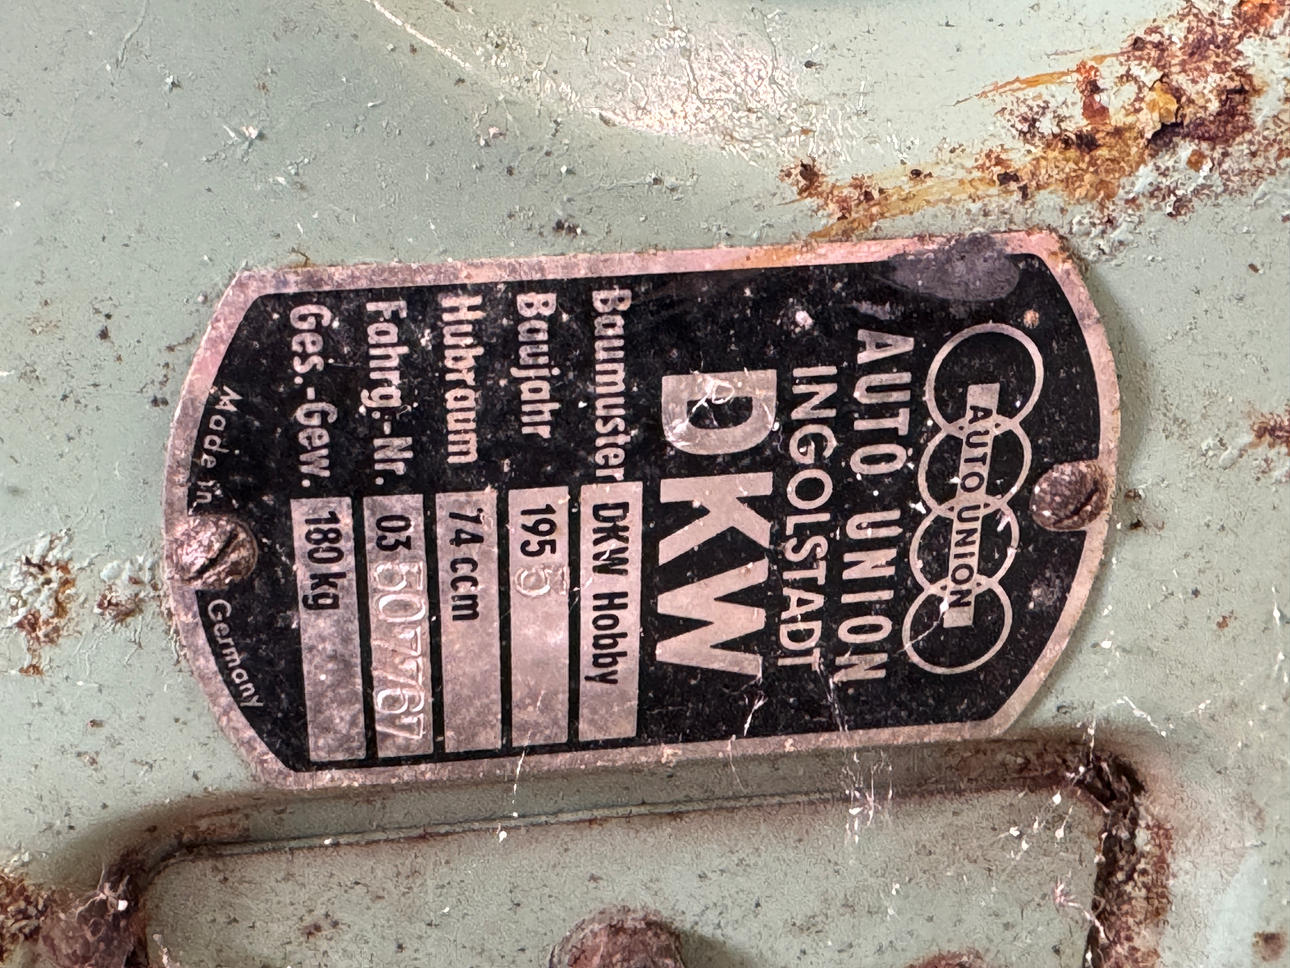 AUTO UNION
AUTO UNION
INGOLSTADT
DKW
Baumuster DKW Hobby
Baujahr 1955
Hubraum 74 ccm
Fahrg.-Nr. 03 507767
Ges.-Gew. 180 kg
Made in Germany